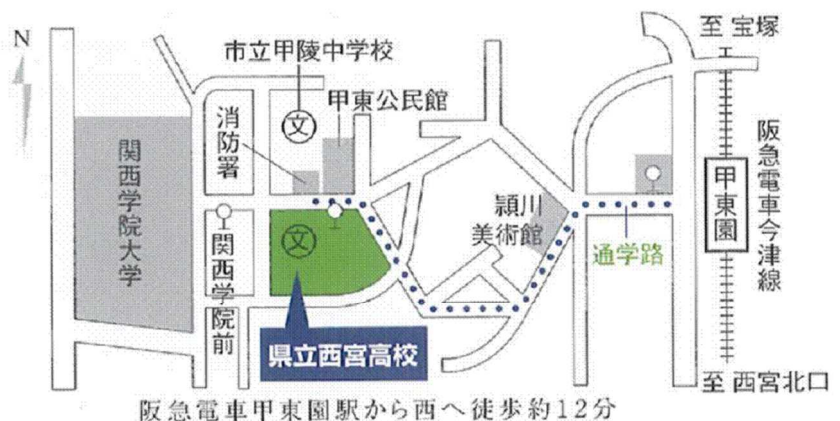 N
至 宝塚
市立甲陵中学校
文
甲東公民館
消防署
関西学院大学
関西学院前
文
頴川
美術館
通学路
甲東園
阪急電車今津線
県立西宮高校
至 西宮北口
阪急電車甲東園駅から西へ徒歩約12分